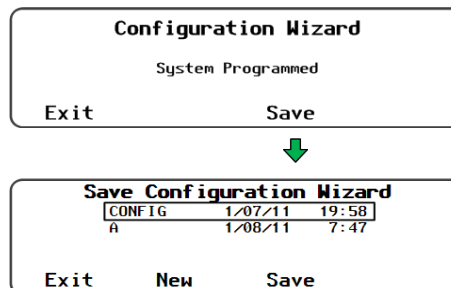 Configuration Wizard
System Programmed
Exit Save
Save Configuration Wizard
CONFIG 1/07/11 19:58
A 1/08/11 7:47
Exit New Save